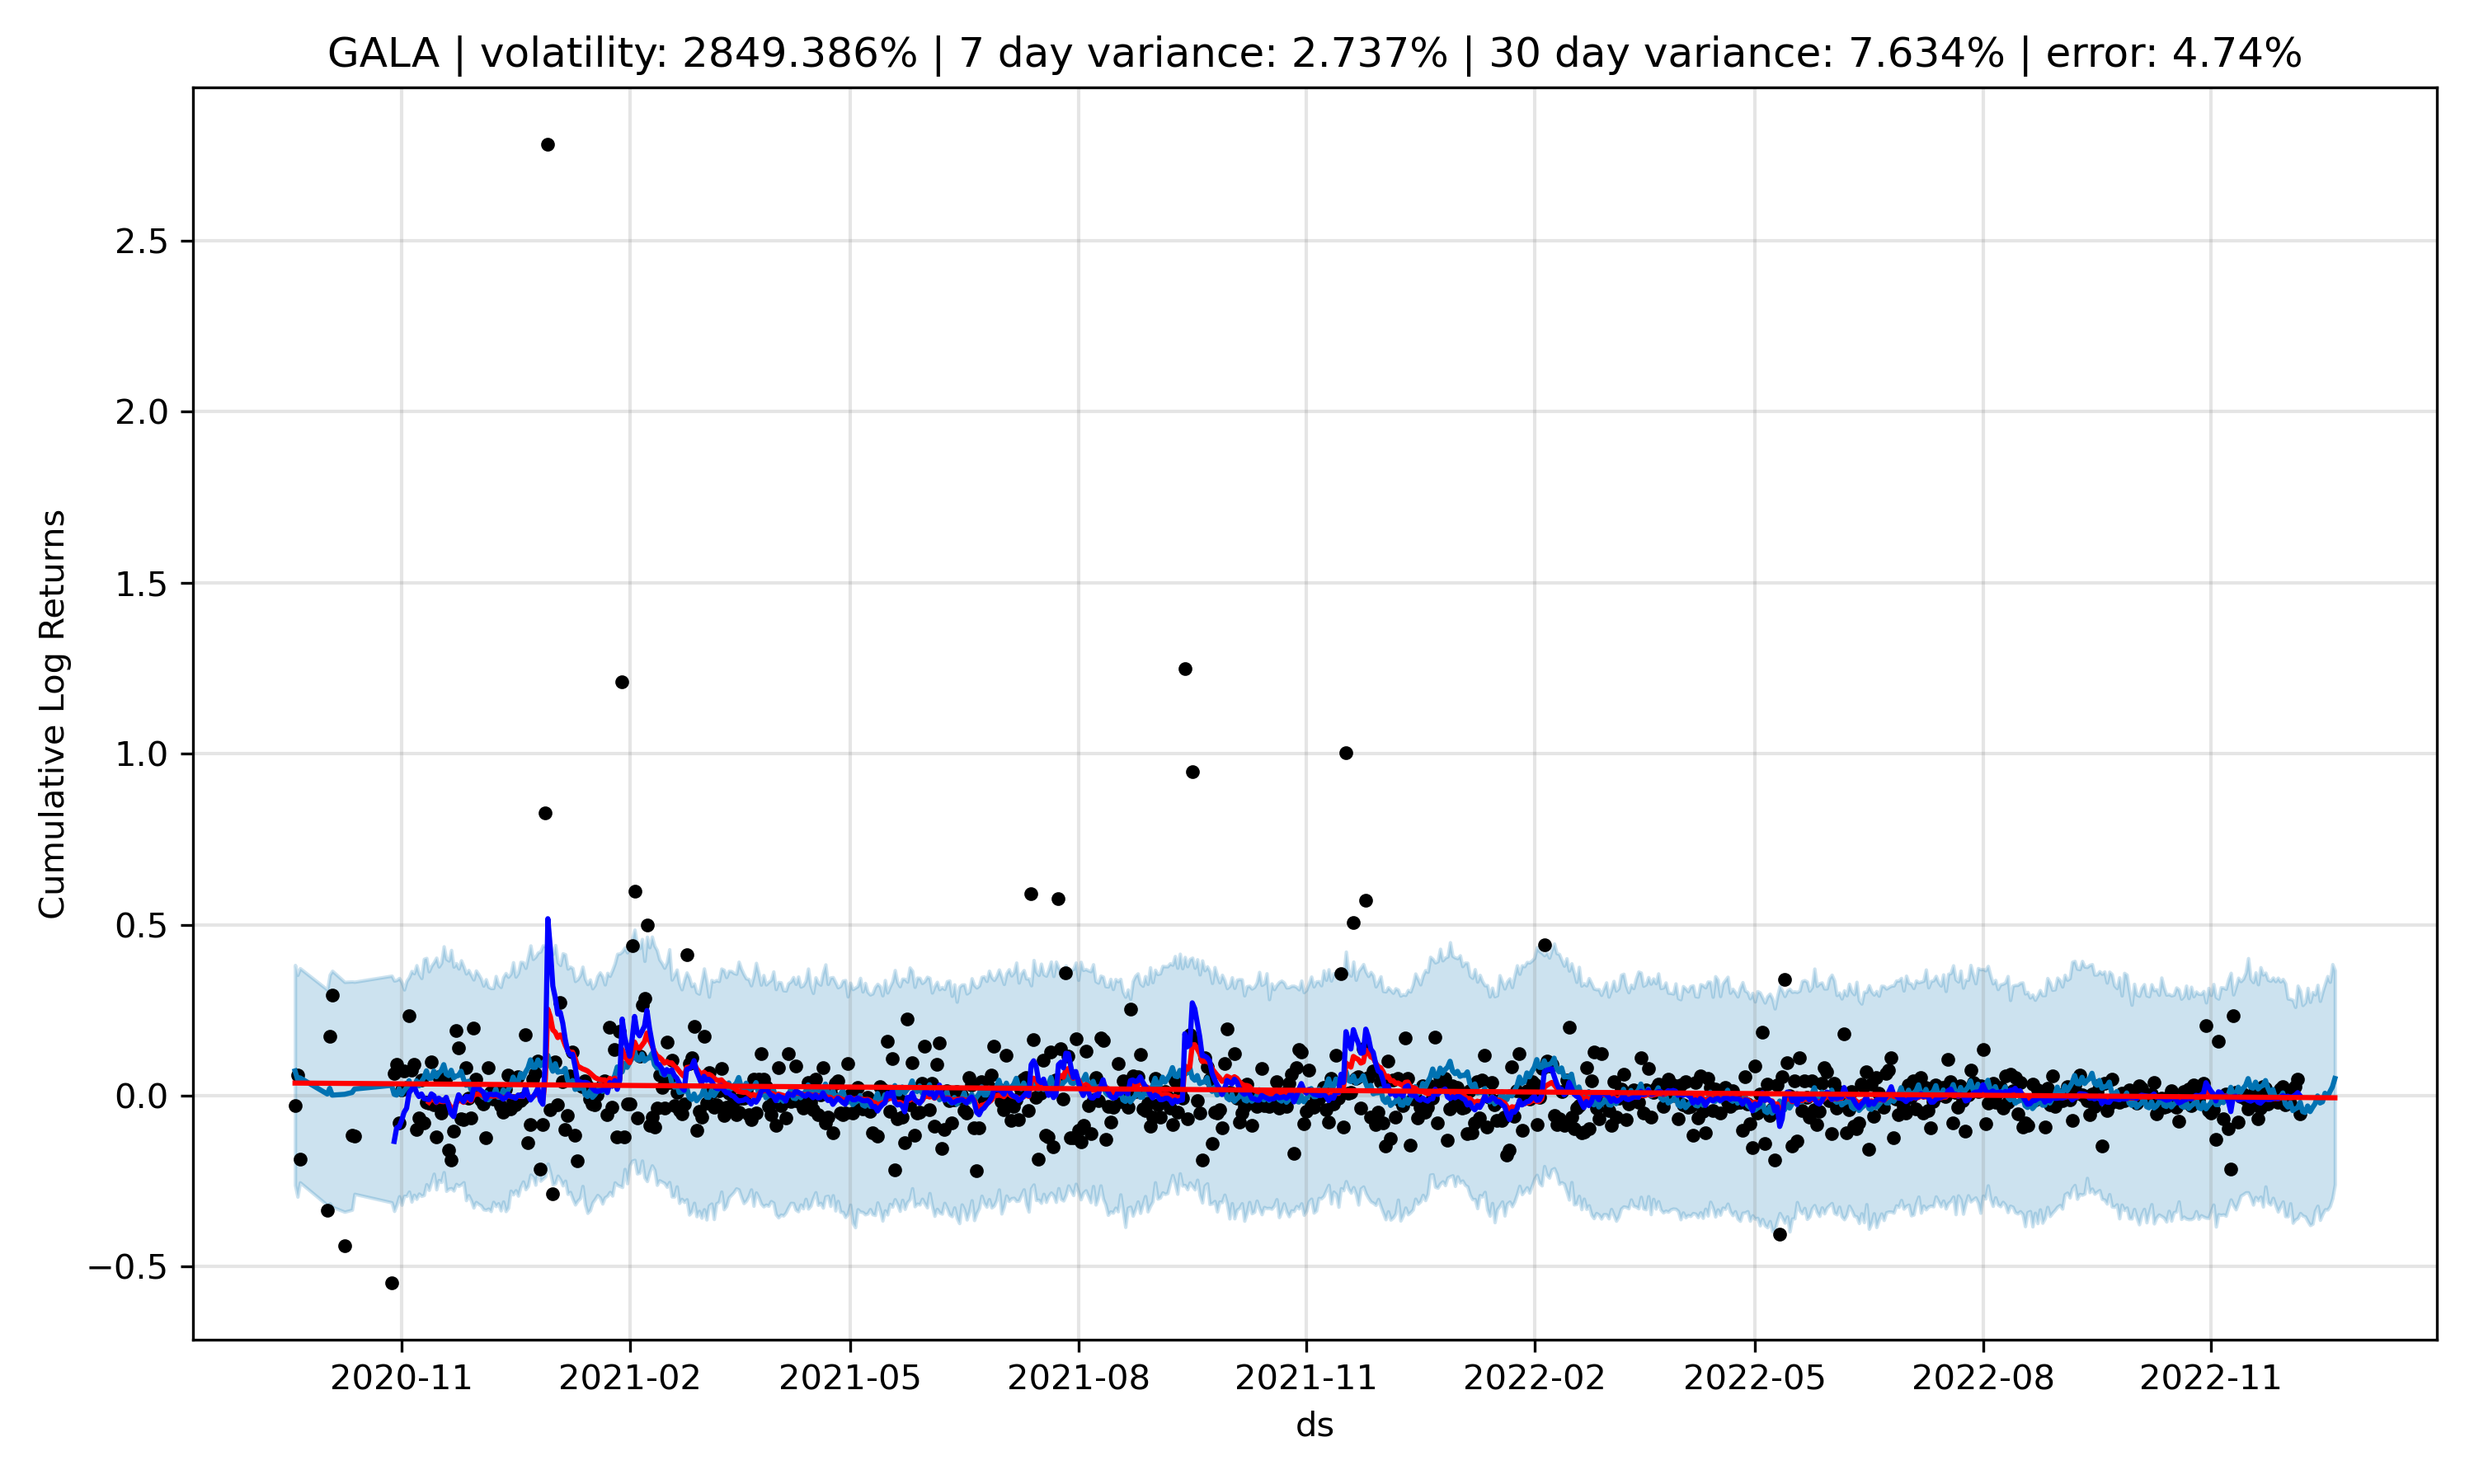 GALA | volatility: 2849.386% | 7 day variance: 2.737% | 30 day variance: 7.634% | error: 4.74%
2.5
2.0
1.5
1.0
0.5
0.0
−0.5
Cumulative Log Returns
2020-11 2021-02 2021-05 2021-08 2021-11 2022-02 2022-05 2022-08 2022-11
ds